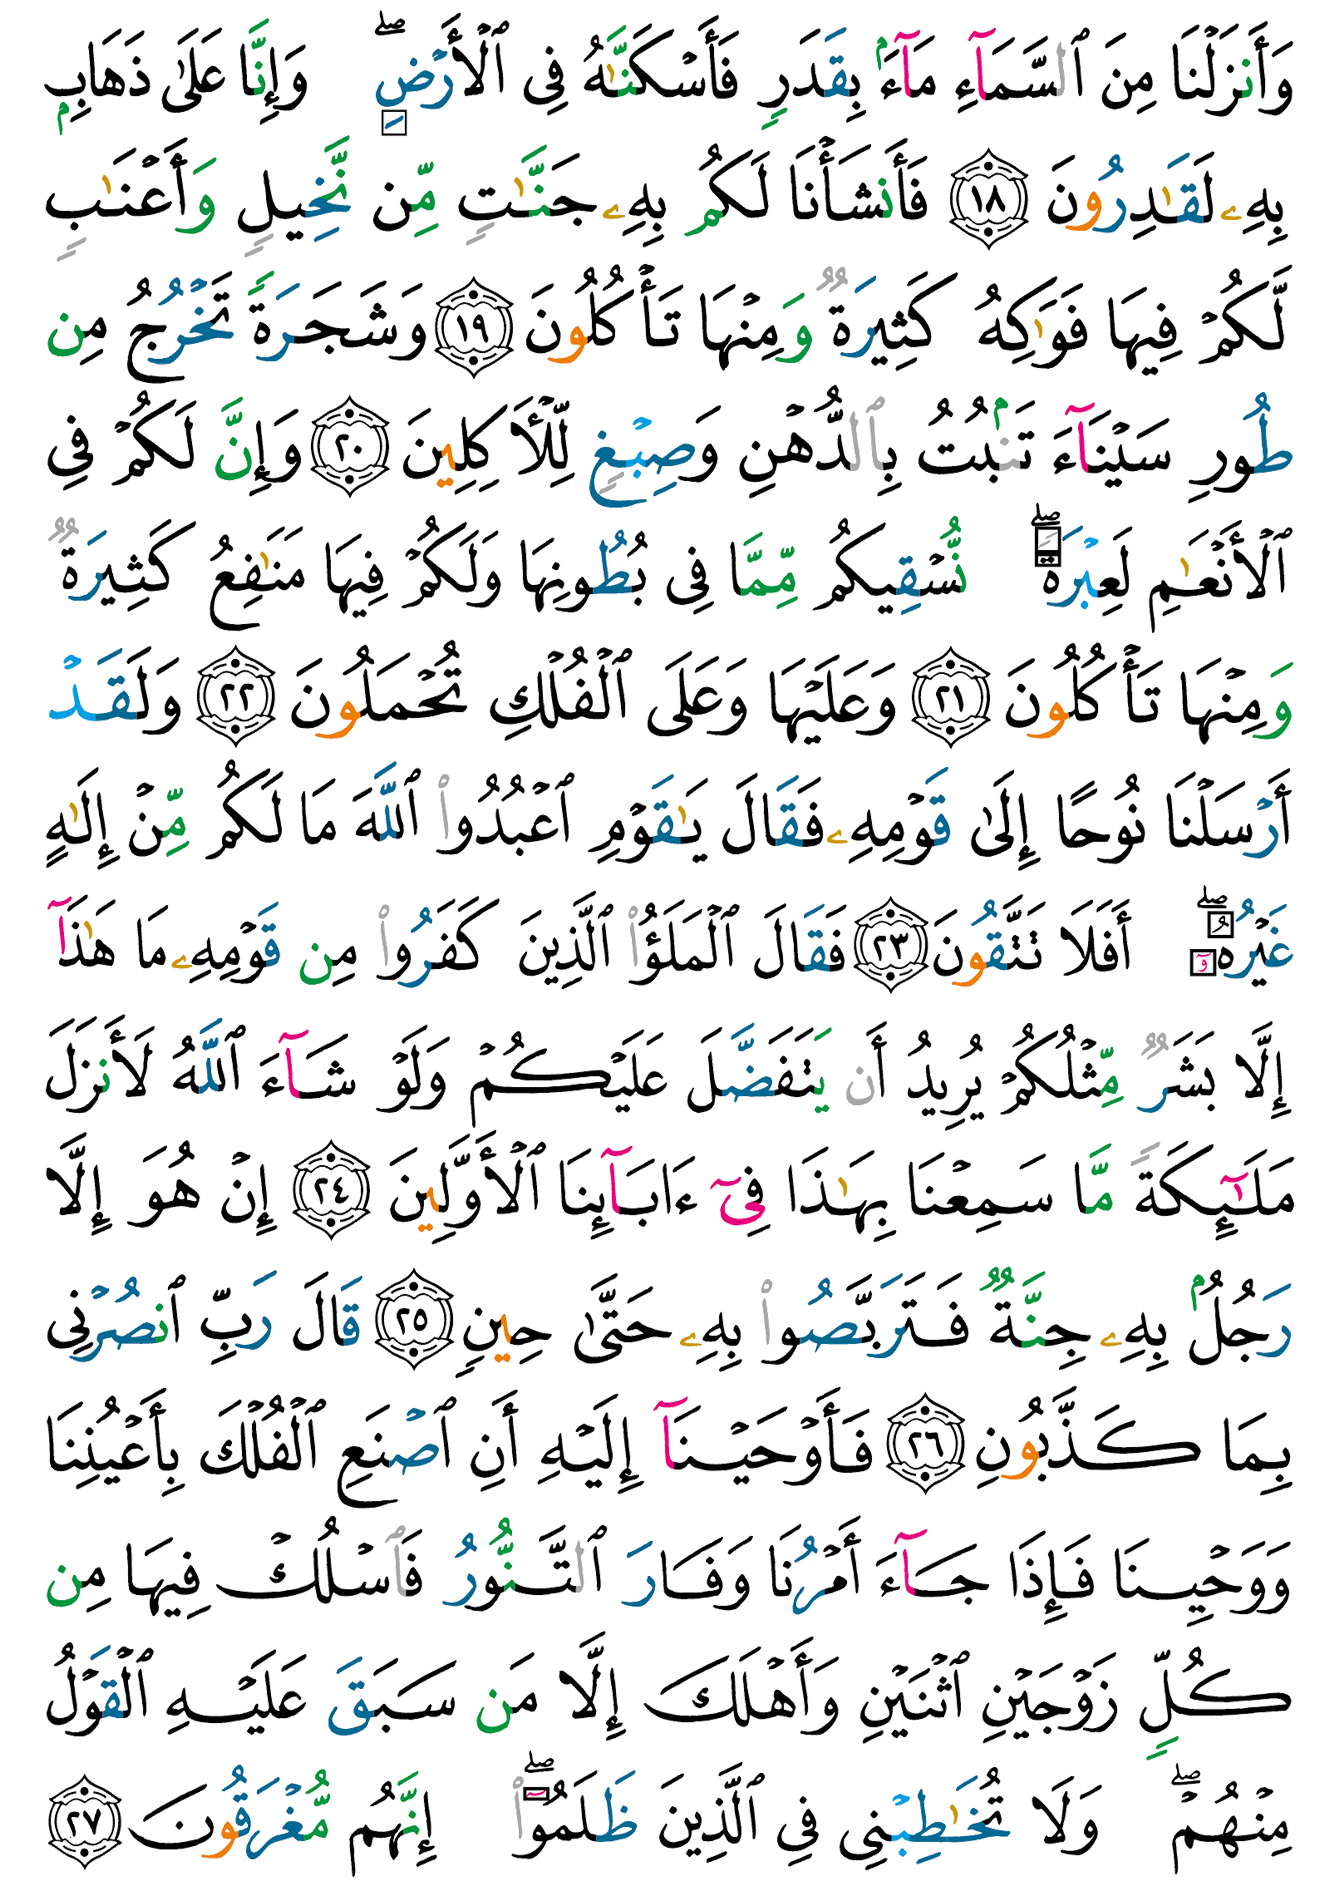 وَأَنزَلْنَا مِنَ ٱلسَّمَآءِ مَآءَۢ بِقَدَرٍ فَأَسْكَنَّٰهُ فِى ٱلْأَرْضِ ۖ وَإِنَّا عَلَىٰ ذَهَابِۭ
بِهِۦ لَقَٰدِرُونَ ١٨ فَأَنشَأْنَا لَكُم بِهِۦ جَنَّٰتٍ مِّن نَّخِيلٍ وَأَعْنَٰبٍ
لَّكُمْ فِيهَا فَوَٰكِهُ كَثِيرَةٌ وَمِنْهَا تَأْكُلُونَ ١٩ وَشَجَرَةً تَخْرُجُ مِن
طُورِ سَيْنَآءَ تَنۢبُتُ بِٱلدُّهْنِ وَصِبْغٍ لِّلْأَكِلِينَ ٢٠ وَإِنَّ لَكُمْ فِى
ٱلْأَنْعَٰمِ لَعِبْرَةً ۖ نُّسْقِيكُم مِّمَّا فِى بُطُونِهَا وَلَكُمْ فِيهَا مَنَٰفِعُ كَثِيرَةٌ
وَمِنْهَا تَأْكُلُونَ ٢١ وَعَلَيْهَا وَعَلَى ٱلْفُلْكِ تُحْمَلُونَ ٢٢ وَلَقَدْ
أَرْسَلْنَا نُوحًا إِلَىٰ قَوْمِهِۦ فَقَالَ يَٰقَوْمِ ٱعْبُدُوا۟ ٱللَّهَ مَا لَكُم مِّنْ إِلَٰهٍ
غَيْرُهُۥٓ ۖ أَفَلَا تَتَّقُونَ ٢٣ فَقَالَ ٱلْمَلَؤُا۟ ٱلَّذِينَ كَفَرُوا۟ مِن قَوْمِهِۦ مَا هَٰذَآ
إِلَّا بَشَرٌ مِّثْلُكُمْ يُرِيدُ أَن يَتَفَضَّلَ عَلَيْكُمْ وَلَوْ شَآءَ ٱللَّهُ لَأَنزَلَ
مَلَٰٓئِكَةً مَّا سَمِعْنَا بِهَٰذَا فِىٓ ءَابَآئِنَا ٱلْأَوَّلِينَ ٢٤ إِنْ هُوَ إِلَّا
رَجُلُۢ بِهِۦ جِنَّةٌ فَتَرَبَّصُوا۟ بِهِۦ حَتَّىٰ حِينٍ ٢٥ قَالَ رَبِّ ٱنصُرْنِى
بِمَا كَذَّبُونِ ٢٦ فَأَوْحَيْنَآ إِلَيْهِ أَنِ ٱصْنَعِ ٱلْفُلْكَ بِأَعْيُنِنَا
وَوَحْيِنَا فَإِذَا جَآءَ أَمْرُنَا وَفَارَ ٱلتَّنُّورُ فَٱسْلُكْ فِيهَا مِن
كُلٍّ زَوْجَيْنِ ٱثْنَيْنِ وَأَهْلَكَ إِلَّا مَن سَبَقَ عَلَيْهِ ٱلْقَوْلُ
مِنْهُمْ ۖ وَلَا تُخَٰطِبْنِى فِى ٱلَّذِينَ ظَلَمُوٓا۟ ۖ إِنَّهُم مُّغْرَقُونَ ٢٧